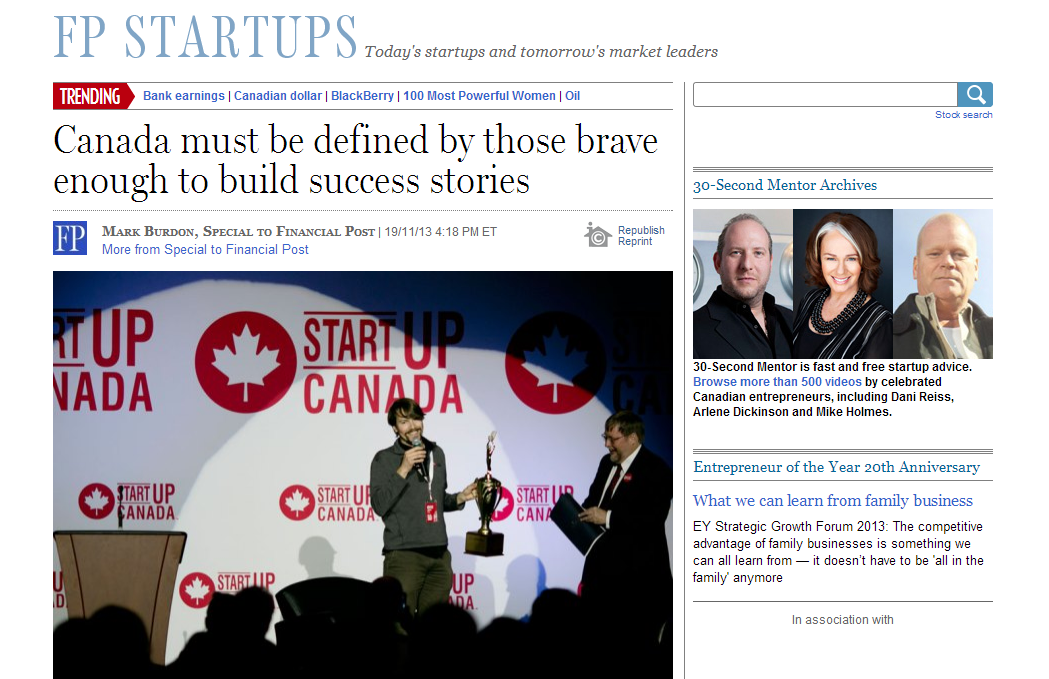 FP STARTUPS Today's startups and tomorrow's market leaders
TRENDING Bank earnings | Canadian dollar | BlackBerry | 100 Most Powerful Women | Oil
Stock search
Canada must be defined by those brave
enough to build success stories
FP
Mark Burdon, Special to Financial Post | 19/11/13 4:18 PM ET
More from Special to Financial Post
Republish
Reprint
RT UP
NADA
START UP
CANADA
START UP
CANADA
START UP
CANADA
START UP
CANA
START UP
UP
DA
30-Second Mentor Archives
30-Second Mentor is fast and free startup advice.
Browse more than 500 videos by celebrated
Canadian entrepreneurs, including Dani Reiss,
Arlene Dickinson and Mike Holmes.
Entrepreneur of the Year 20th Anniversary
What we can learn from family business
EY Strategic Growth Forum 2013: The competitive
advantage of family businesses is something we
can all learn from — it doesn't have to be 'all in the
family' anymore
In association with